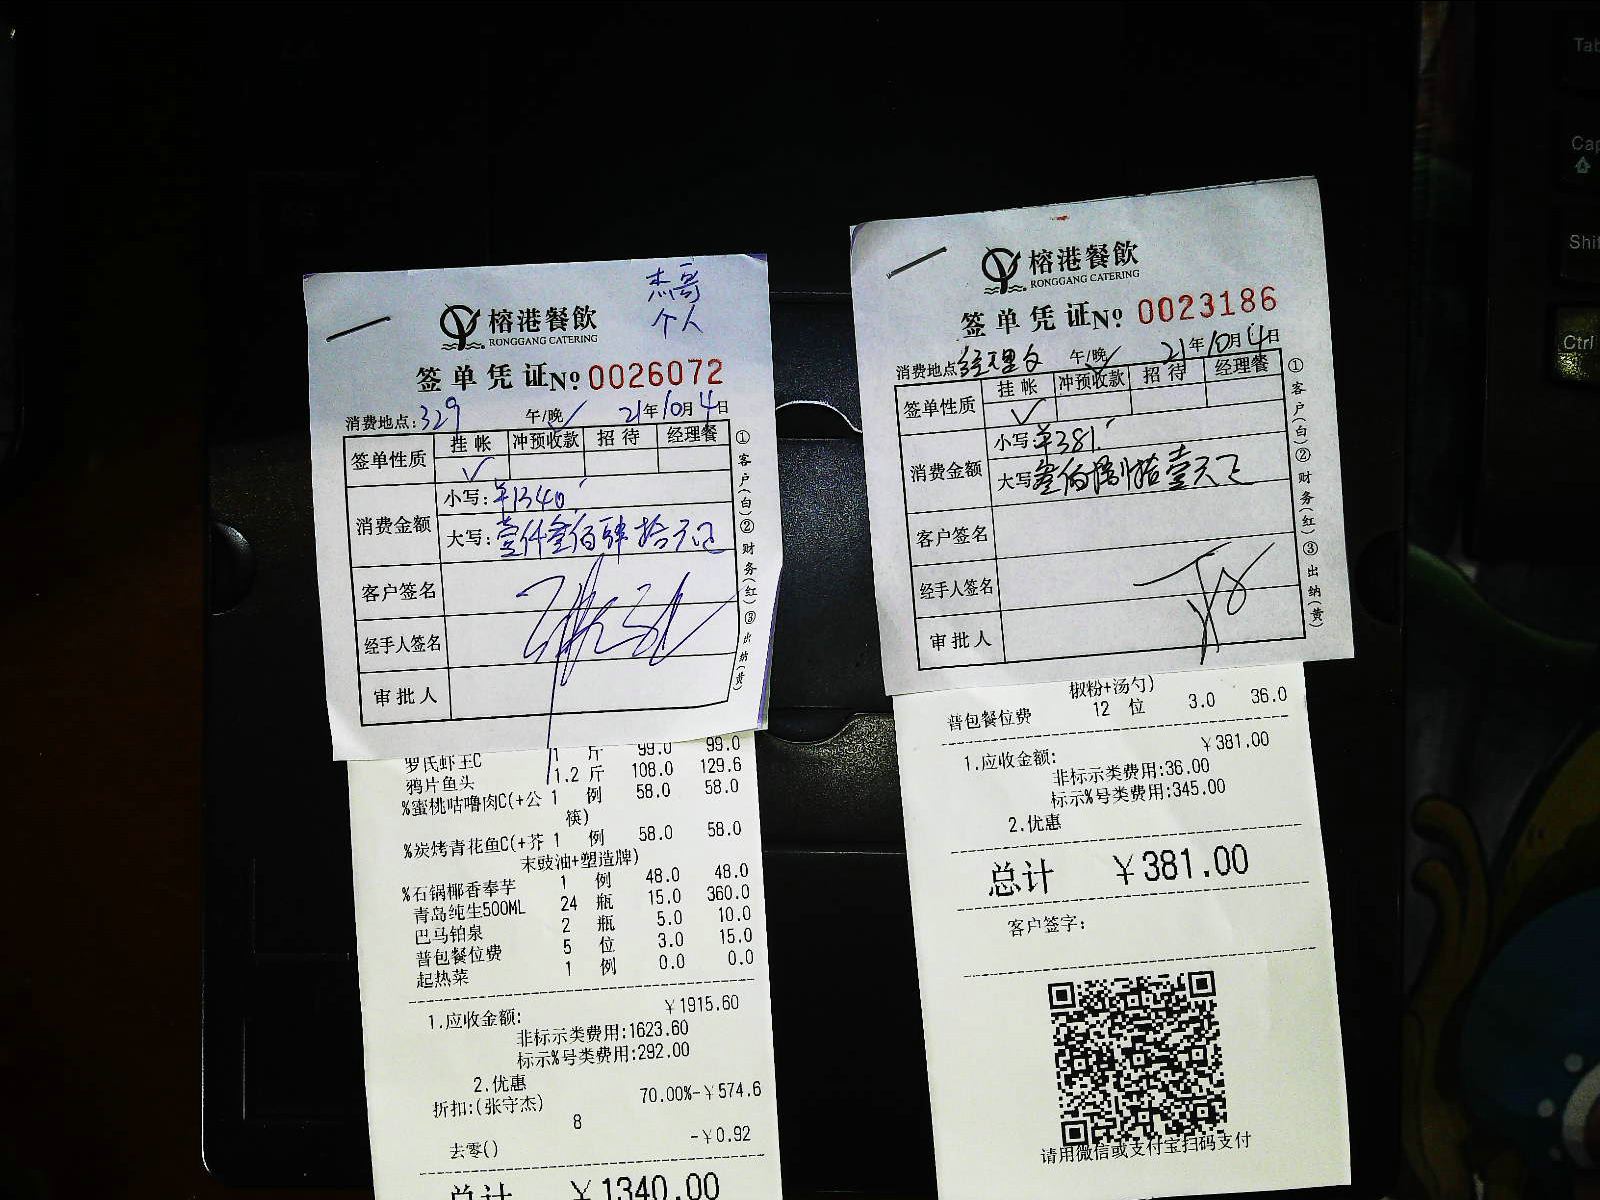 杰哥
个人
榕港餐飲
RONGGANG CATERING
签单凭证№ 0026072
消费地点:329 午/晚✓ 21年10月4日
签单性质 挂帐 冲预收款 招待 经理餐
✓
消费金额 小写:¥1340
大写:壹仟叁佰肆拾元正
客户签名
经手人签名
审批人
①客户(白)②财务(红)③出纳(黄)
罗氏虾王C 1 斤 99.0 99.0
鸦片鱼头 1.2 斤 108.0 129.6
%蜜桃咕噜肉C(+公 1 例 58.0 58.0
筷)
%炭烤青花鱼C(+芥 1 例 58.0 58.0
末豉油+塑造牌)
%石锅椰香奉芋 1 例 48.0 48.0
青岛纯生500ML 24 瓶 15.0 360.0
巴马铂泉 2 瓶 5.0 10.0
普包餐位费 5 位 3.0 15.0
起热菜 1 例 0.0 0.0
1.应收金额: ¥1915.60
非标示类费用:1623.60
标示%号类费用:292.00
2.优惠
折扣:(张守杰) 70.00%-¥574.6
8
去零() -¥0.92
总计 ¥1340.00
榕港餐飲
RONGGANG CATERING
签单凭证№ 0023186
消费地点 午/晚✓ 21年10月4日
签单性质 挂帐 冲预收款 招待 经理餐
✓
消费金额 小写:¥381
大写:叁佰捌拾壹元正
客户签名
经手人签名
审批人
①客户(白)②财务(红)③出纳(黄)
椒粉+汤勺)
普包餐位费 12 位 3.0 36.0
1.应收金额: ¥381.00
非标示类费用:36.00
标示%号类费用:345.00
2.优惠
总计 ¥381.00
客户签字:
请用微信或支付宝扫码支付
Tab
Shi
Ctrl